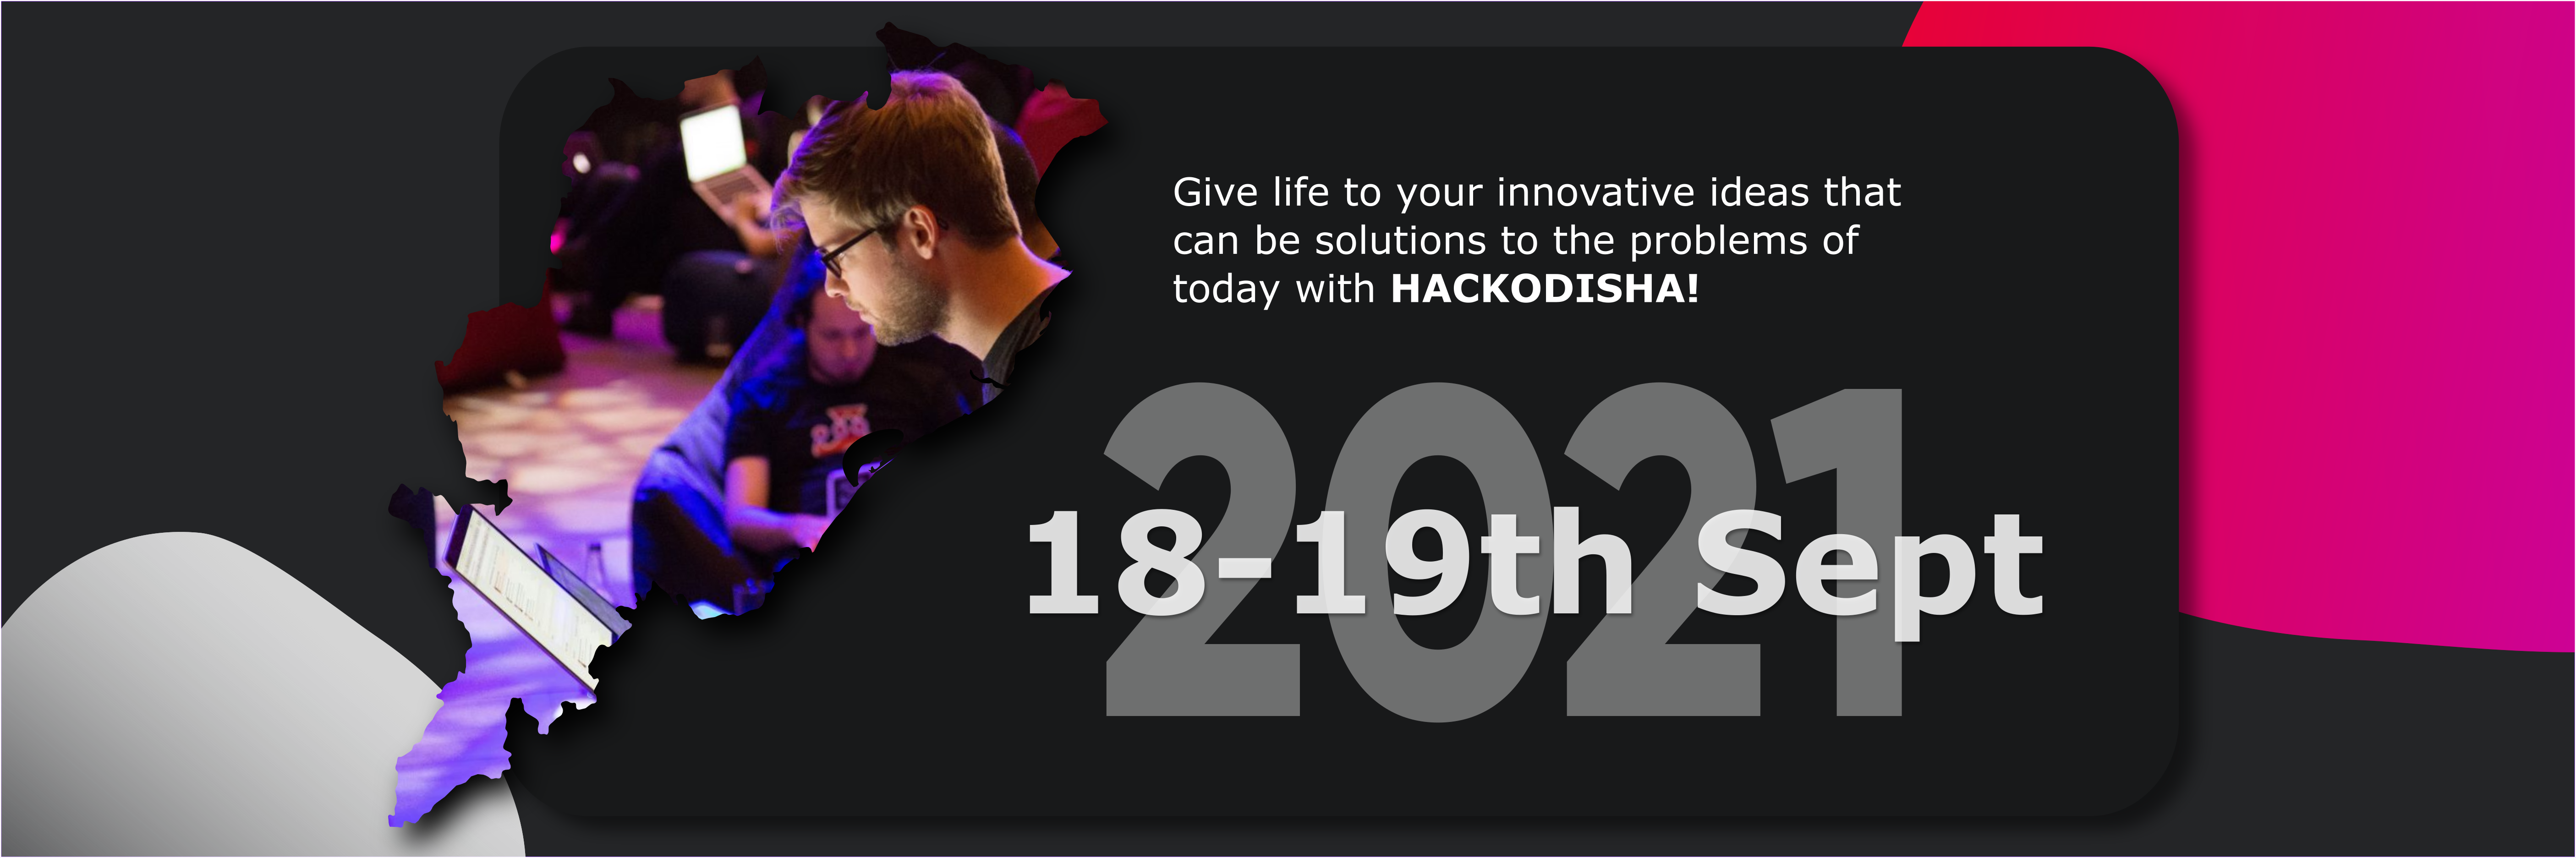 Give life to your innovative ideas that
can be solutions to the problems of
today with HACKODISHA!
2021
18-19th Sept